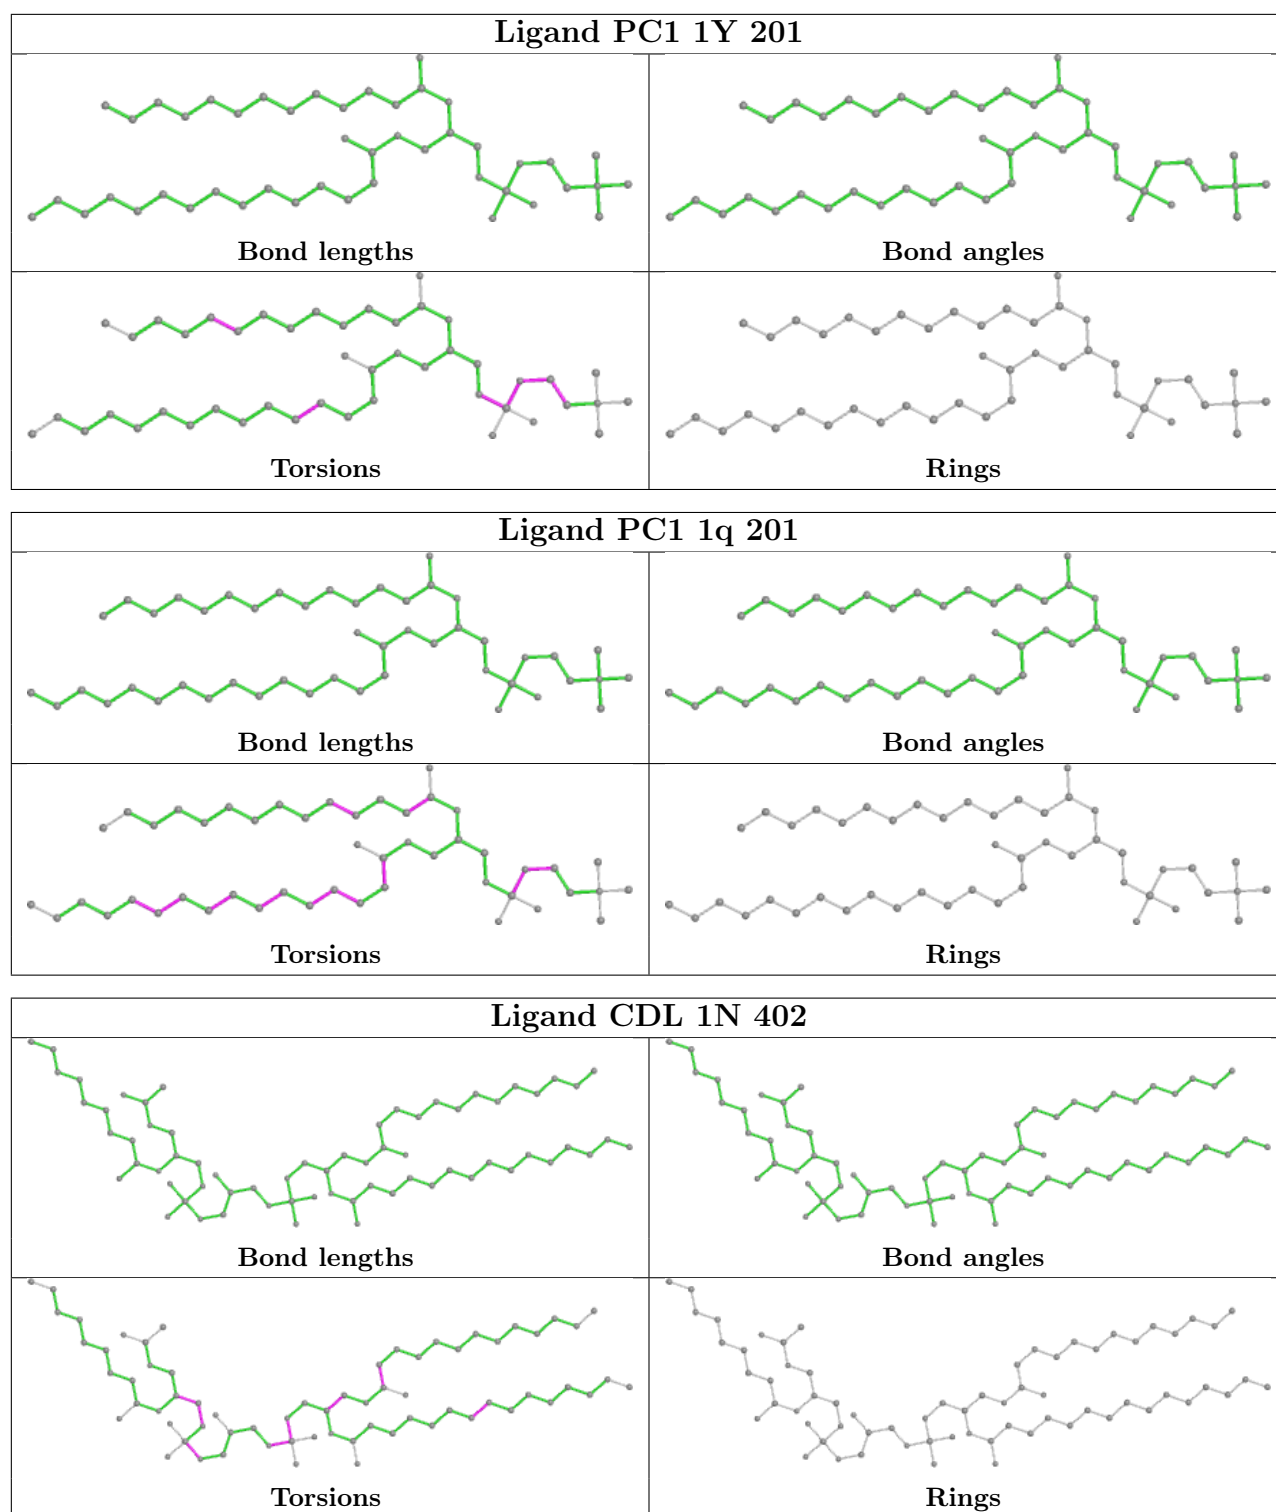 Ligand PC1 1Y 201
Bond lengths
Bond angles
Torsions
Rings
Ligand PC1 1q 201
Bond lengths
Bond angles
Torsions
Rings
Ligand CDL 1N 402
Bond lengths
Bond angles
Torsions
Rings